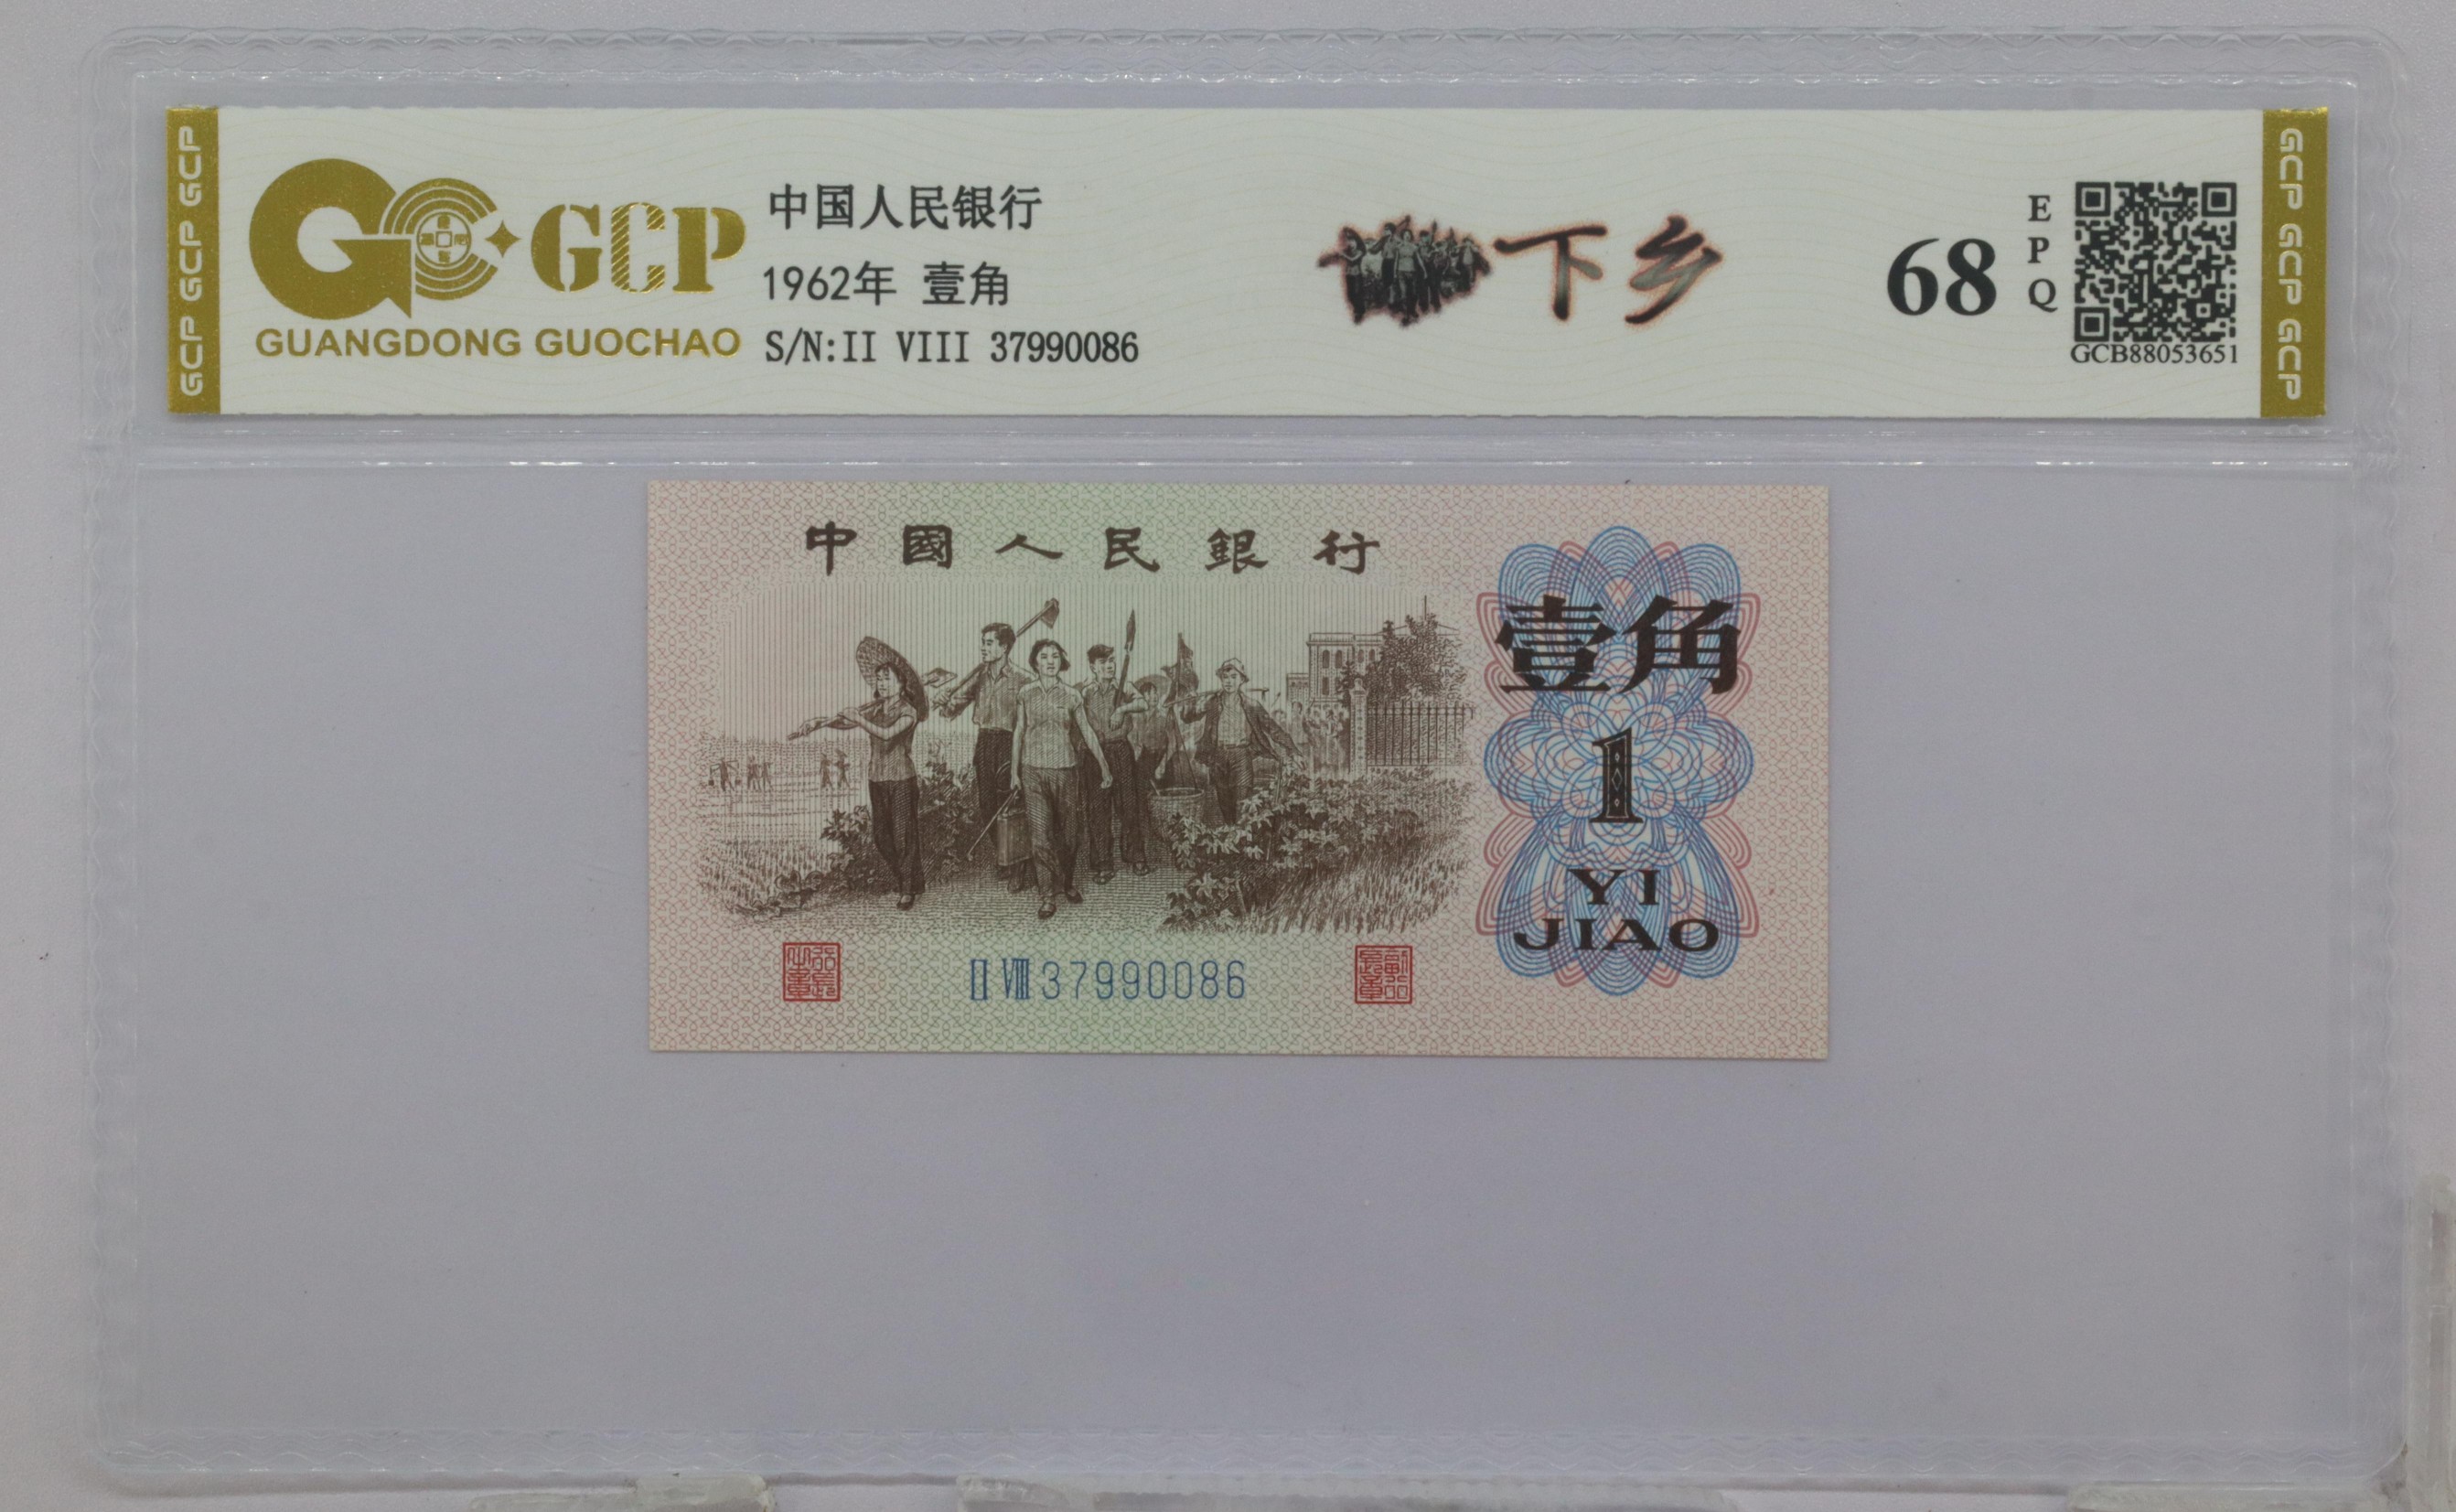 GCP GCP GCP
GCP
GUANGDONG GUOCHAO
中国人民银行
1962年 壹角
S/N:II VIII 37990086
下乡
68
EPQ
GCB88053651
GCP GCP GCP
中國人民銀行
壹角
1
YI
JIAO
II VIII 37990086